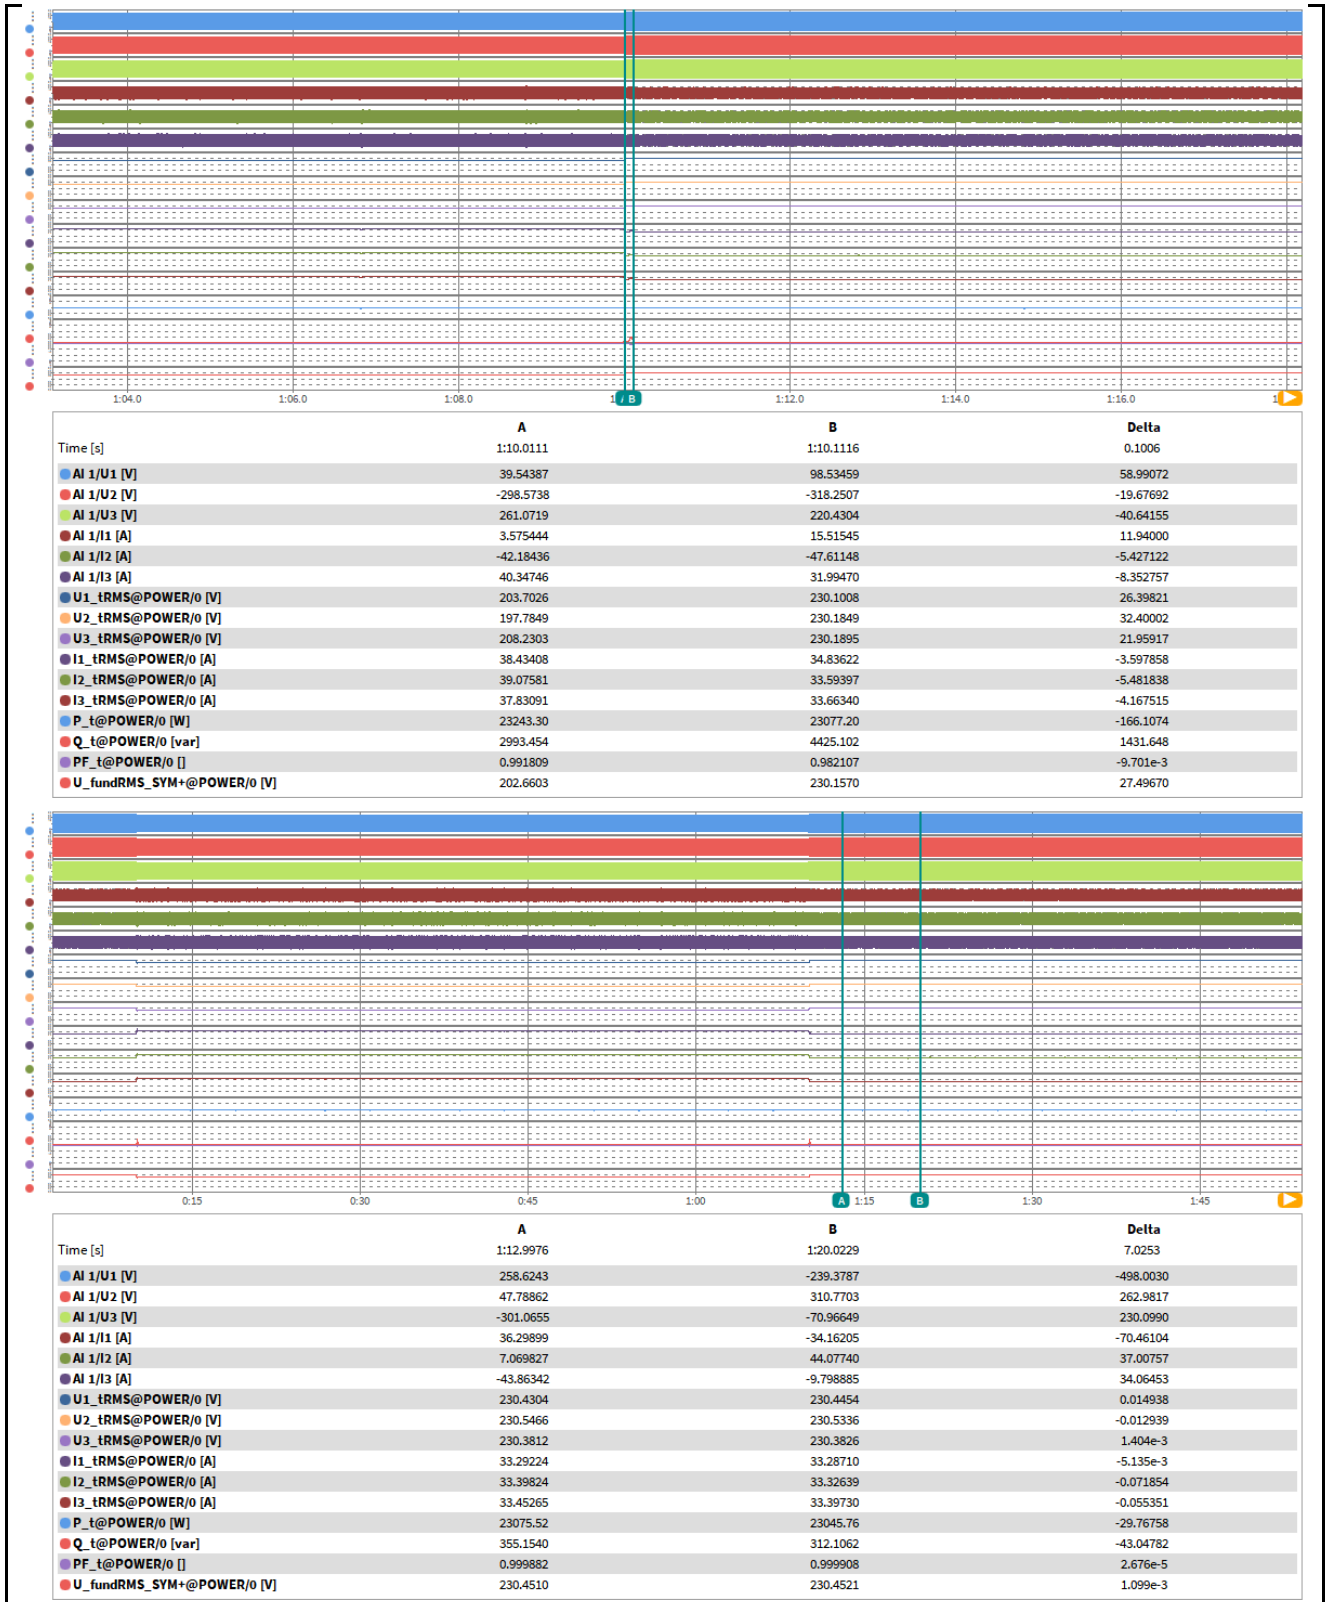 1:04.0 1:06.0 1:08.0 1 A B 1:12.0 1:14.0 1:16.0 1
A B Delta
Time [s] 1:10.0111 1:10.1116 0.1006
AI 1/U1 [V] 39.54387 98.53459 58.99072
AI 1/U2 [V] -298.5738 -318.2507 -19.67692
AI 1/U3 [V] 261.0719 220.4304 -40.64155
AI 1/I1 [A] 3.575444 15.51545 11.94000
AI 1/I2 [A] -42.18436 -47.61148 -5.427122
AI 1/I3 [A] 40.34746 31.99470 -8.352757
U1_tRMS@POWER/0 [V] 203.7026 230.1008 26.39821
U2_tRMS@POWER/0 [V] 197.7849 230.1849 32.40002
U3_tRMS@POWER/0 [V] 208.2303 230.1895 21.95917
I1_tRMS@POWER/0 [A] 38.43408 34.83622 -3.597858
I2_tRMS@POWER/0 [A] 39.07581 33.59397 -5.481838
I3_tRMS@POWER/0 [A] 37.83091 33.66340 -4.167515
P_t@POWER/0 [W] 23243.30 23077.20 -166.1074
Q_t@POWER/0 [var] 2993.454 4425.102 1431.648
PF_t@POWER/0 [] 0.991809 0.982107 -9.701e-3
U_fundRMS_SYM+@POWER/0 [V] 202.6603 230.1570 27.49670
0:15 0:30 0:45 1:00 A 1:15 B 1:30 1:45
A B Delta
Time [s] 1:12.9976 1:20.0229 7.0253
AI 1/U1 [V] 258.6243 -239.3787 -498.0030
AI 1/U2 [V] 47.78862 310.7703 262.9817
AI 1/U3 [V] -301.0655 -70.96649 230.0990
AI 1/I1 [A] 36.29899 -34.16205 -70.46104
AI 1/I2 [A] 7.069827 44.07740 37.00757
AI 1/I3 [A] -43.86342 -9.798885 34.06453
U1_tRMS@POWER/0 [V] 230.4304 230.4454 0.014938
U2_tRMS@POWER/0 [V] 230.5466 230.5336 -0.012939
U3_tRMS@POWER/0 [V] 230.3812 230.3826 1.404e-3
I1_tRMS@POWER/0 [A] 33.29224 33.28710 -5.135e-3
I2_tRMS@POWER/0 [A] 33.39824 33.32639 -0.071854
I3_tRMS@POWER/0 [A] 33.45265 33.39730 -0.055351
P_t@POWER/0 [W] 23075.52 23045.76 -29.76758
Q_t@POWER/0 [var] 355.1540 312.1062 -43.04782
PF_t@POWER/0 [] 0.999882 0.999908 2.676e-5
U_fundRMS_SYM+@POWER/0 [V] 230.4510 230.4521 1.099e-3